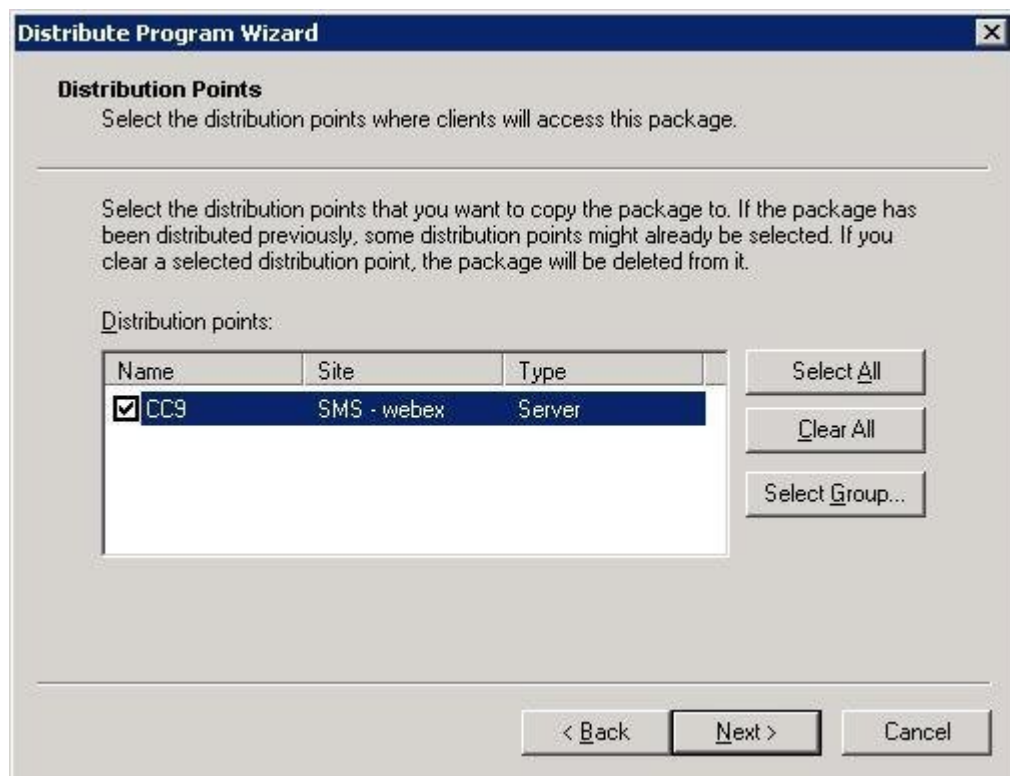 Distribute Program Wizard
Distribution Points
Select the distribution points where clients will access this package.
Select the distribution points that you want to copy the package to. If the package has
been distributed previously, some distribution points might already be selected. If you
clear a selected distribution point, the package will be deleted from it.
Distribution points:
Name Site Type
CC9 SMS - webex Server
Select All
Clear All
Select Group...
< Back Next > Cancel